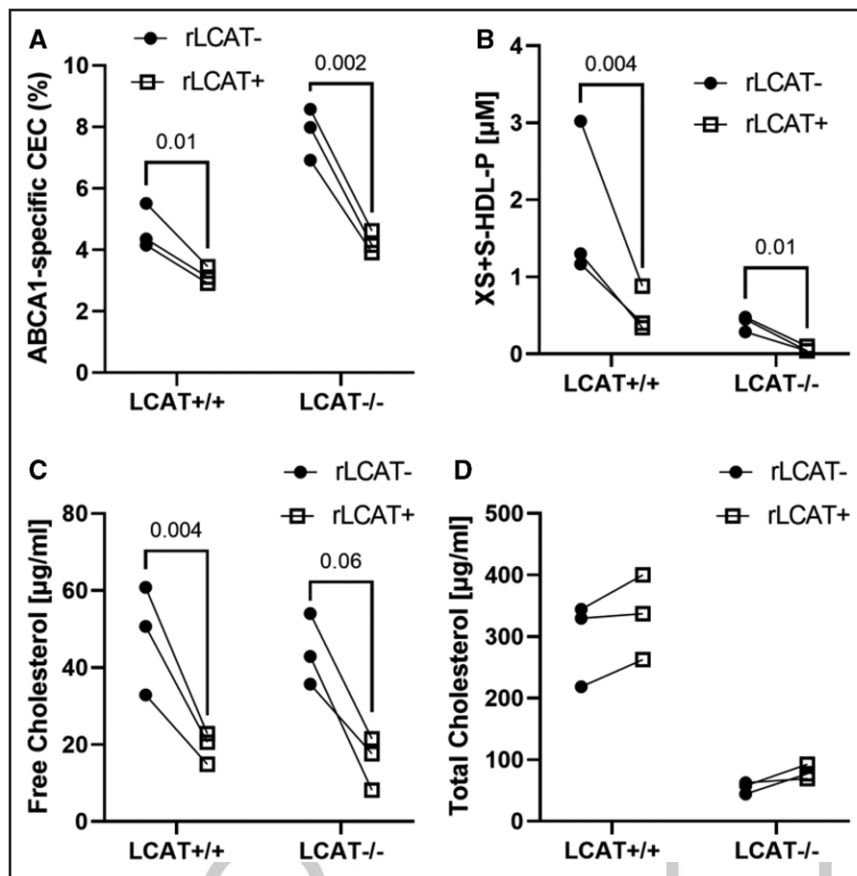 A
rLCAT-
rLCAT+
ABCA1-specific CEC (%)
10
8
6
4
2
0
0.01
0.002
LCAT+/+
LCAT-/-
B
rLCAT-
rLCAT+
XS+S-HDL-P [µM]
4
3
2
1
0
0.004
0.01
LCAT+/+
LCAT-/-
C
rLCAT-
rLCAT+
Free Cholesterol [µg/ml]
80
60
40
20
0
0.004
0.06
LCAT+/+
LCAT-/-
D
rLCAT-
rLCAT+
Total Cholesterol [µg/ml]
500
400
300
200
100
0
LCAT+/+
LCAT-/-